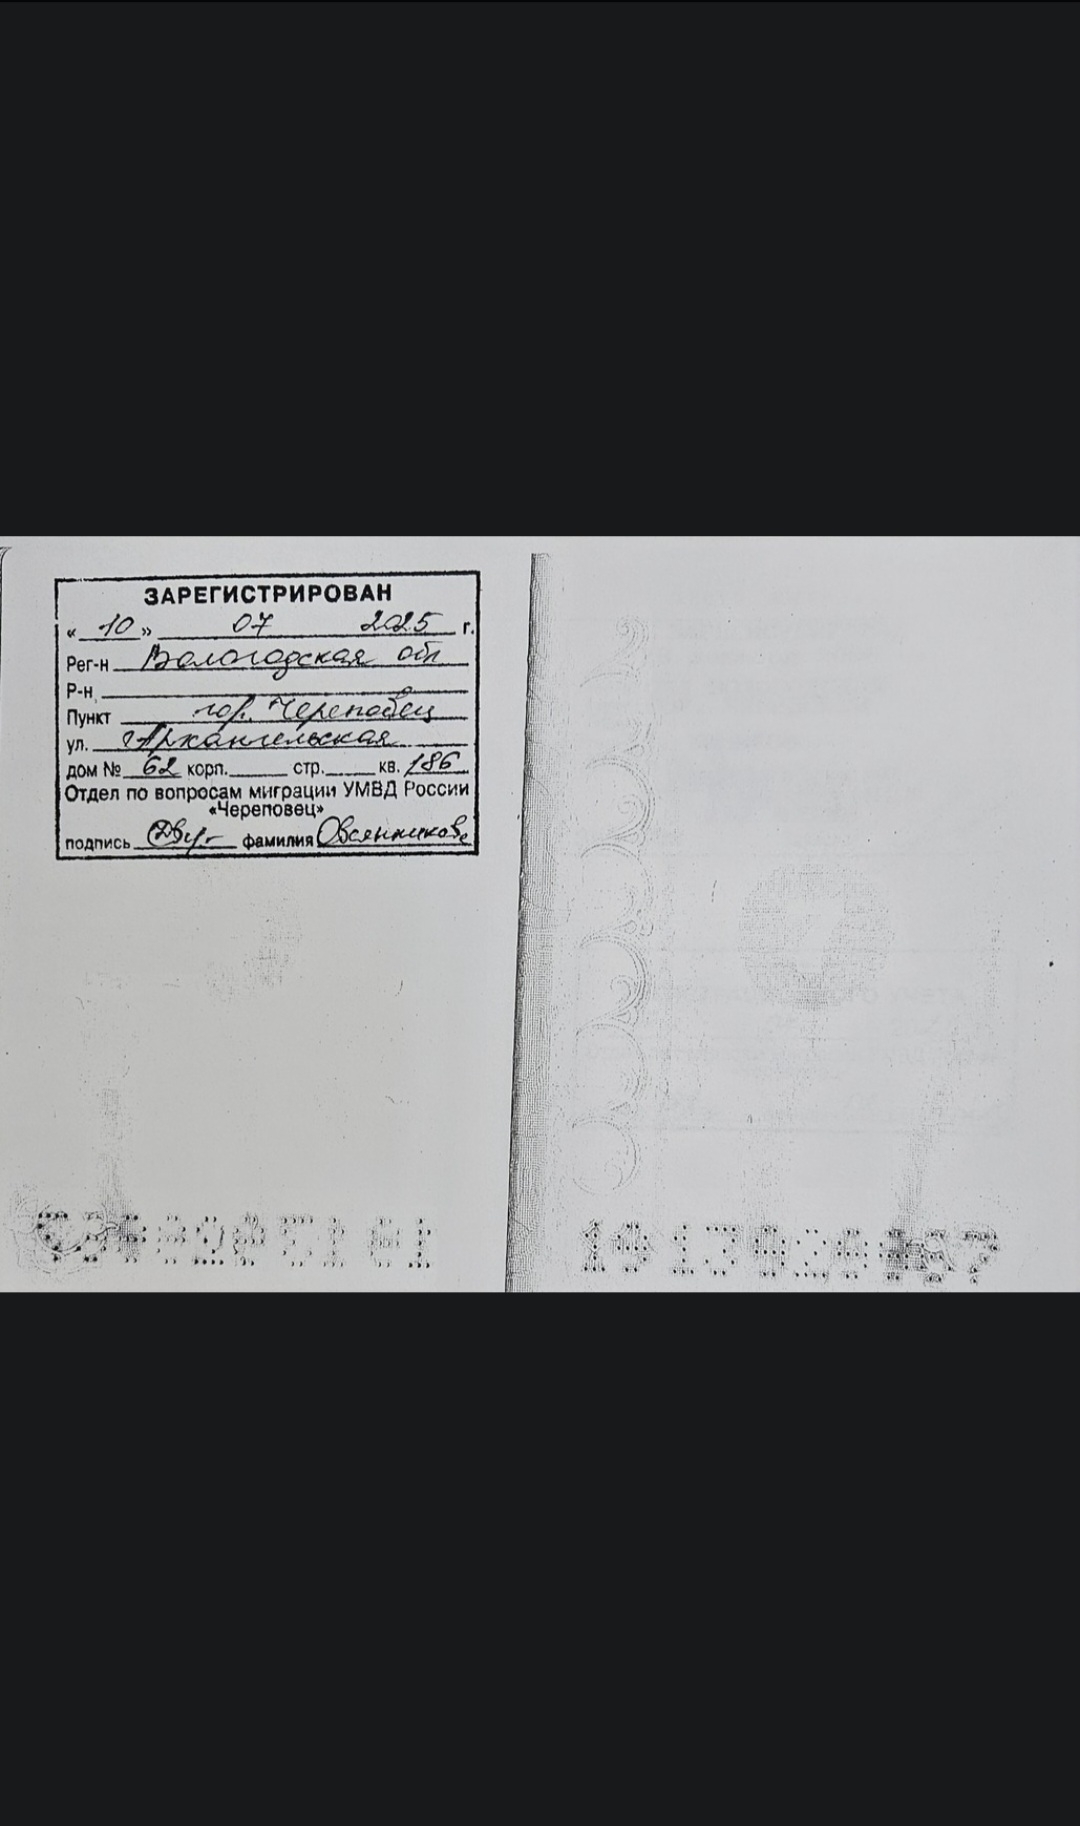 ЗАРЕГИСТРИРОВАН
« 10 » 07 2025 г.
Рег-н Вологодская обл
Р-н
Пункт гор. Череповец
ул. Архангельская
дом № 62 корп. стр. кв. 186
Отдел по вопросам миграции УМВД России
«Череповец»
подпись фамилия Овсянникова